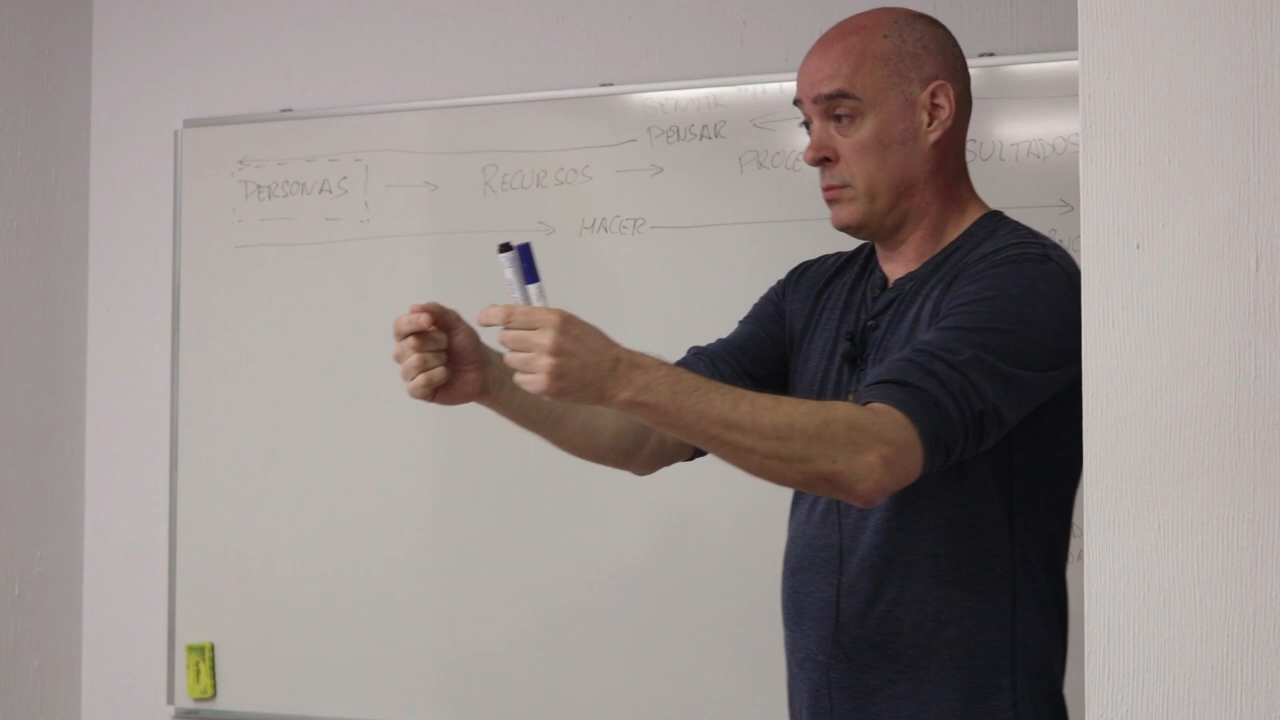 SENTIR
PENSAR
PERSONAS → RECURSOS → PROCE SULTADOS
HACER